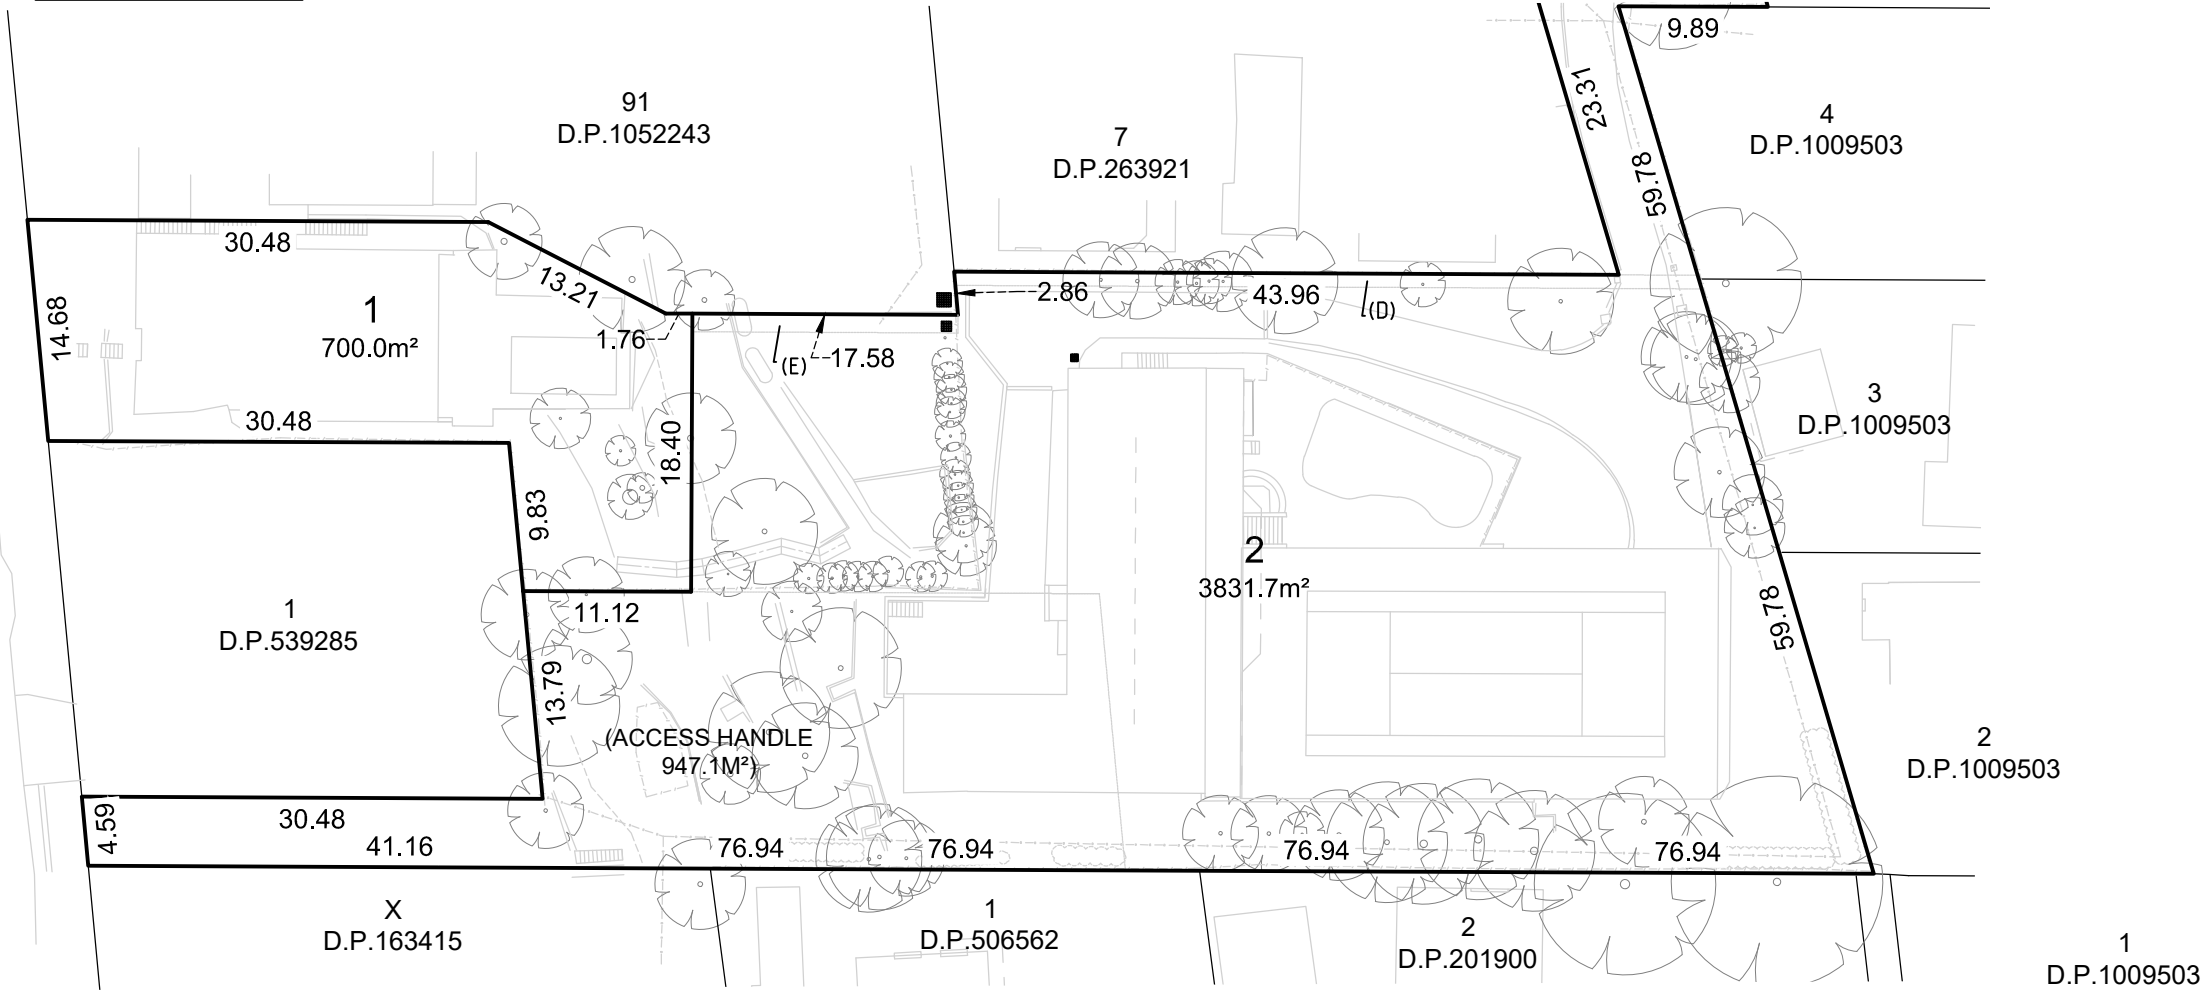 9.89
23.31
91
D.P.1052243
7
D.P.263921
4
D.P.1009503
59.78
30.48
13.21
2.86
43.96
(D)
14.68
1
700.0m²
1.76
(E)
17.58
3
D.P.1009503
30.48
18.40
9.83
2
3831.7m²
1
D.P.539285
11.12
59.78
13.79
(ACCESS HANDLE
947.1M²)
2
D.P.1009503
4.59
30.48
41.16
76.94
76.94
76.94
76.94
X
D.P.163415
1
D.P.506562
2
D.P.201900
1
D.P.1009503